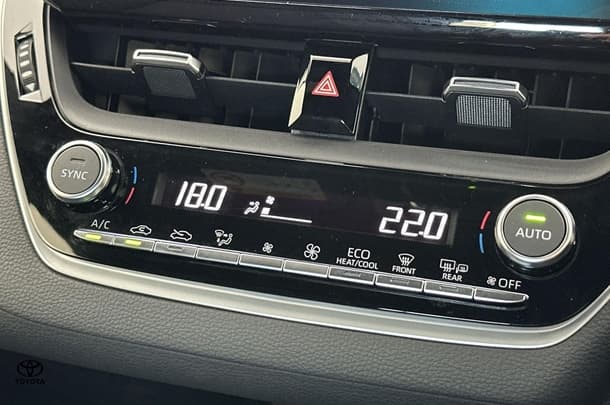 SYNC
18.0
22.0
AUTO
A/C
ECO
HEAT/COOL
FRONT
REAR
OFF
TOYOTA